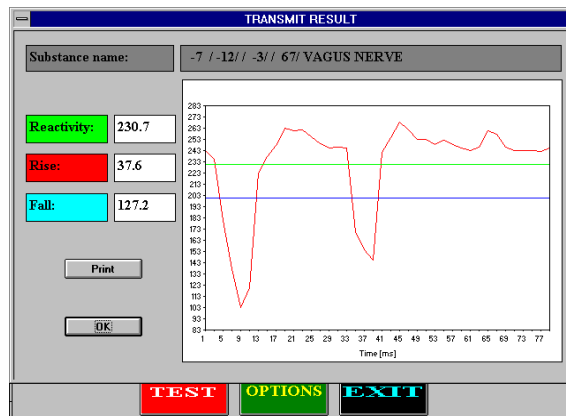 TRANSMIT RESULT
Substance name:
-7 / -12// -3// 67/ VAGUS NERVE
Reactivity:
230.7
Rise:
37.6
Fall:
127.2
Print
OK
283
273
263
253
243
233
223
213
203
193
183
173
163
153
143
133
123
113
103
93
83
1 5 9 13 17 21 25 29 33 37 41 45 49 53 57 61 65 69 73 77
Time [ms]
TEST
OPTIONS
EXIT